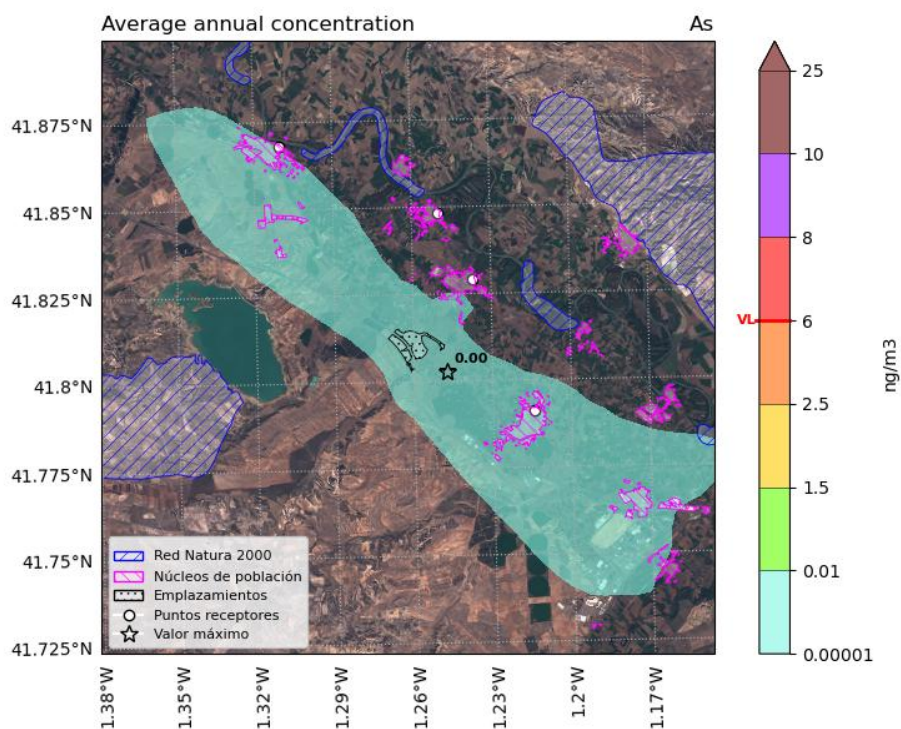 Average annual concentration As
41.875°N
41.85°N
41.825°N
41.8°N
41.775°N
41.75°N
41.725°N
0.00
Red Natura 2000
Núcleos de población
Emplazamientos
Puntos receptores
Valor máximo
1.38°W
1.35°W
1.32°W
1.29°W
1.26°W
1.23°W
1.2°W
1.17°W
25
10
8
VL 6
2.5
1.5
0.01
0.00001
ng/m3